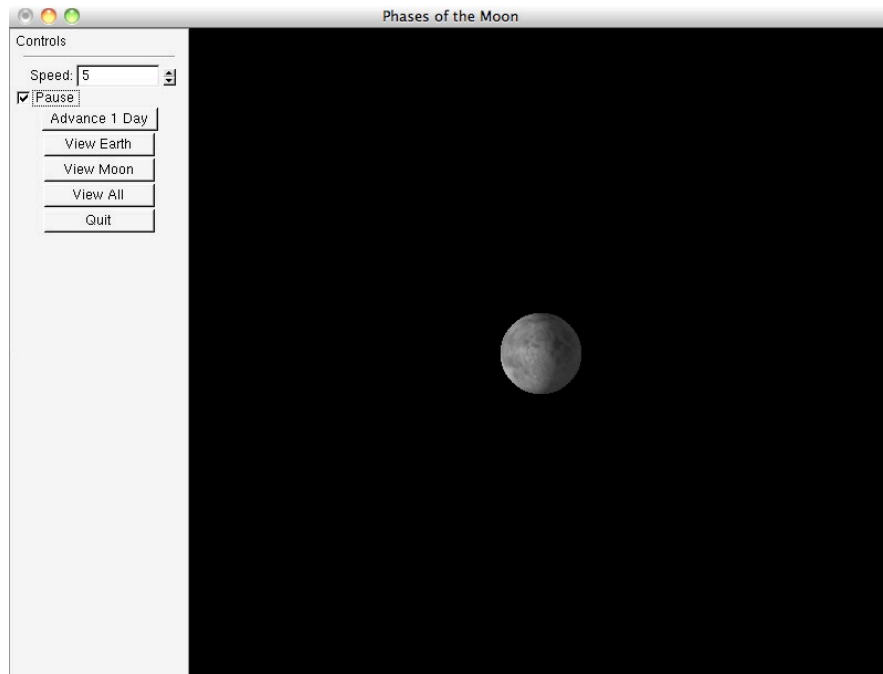 Phases of the Moon
Controls
Speed: 5
Pause
Advance 1 Day
View Earth
View Moon
View All
Quit